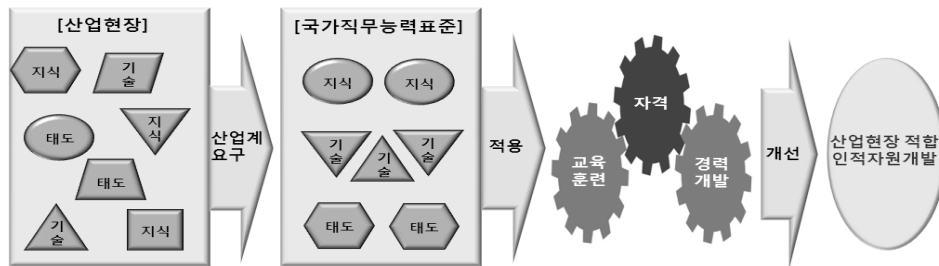 [산업현장]
지식
기
술
태도
지
식
태도
기
술
지식
산업계
요구
[국가직무능력표준]
지식
지식
기
술
기
술
기
술
태도
태도
적용
자격
교육
훈련
경력
개발
개선
산업현장 적합
인적자원개발